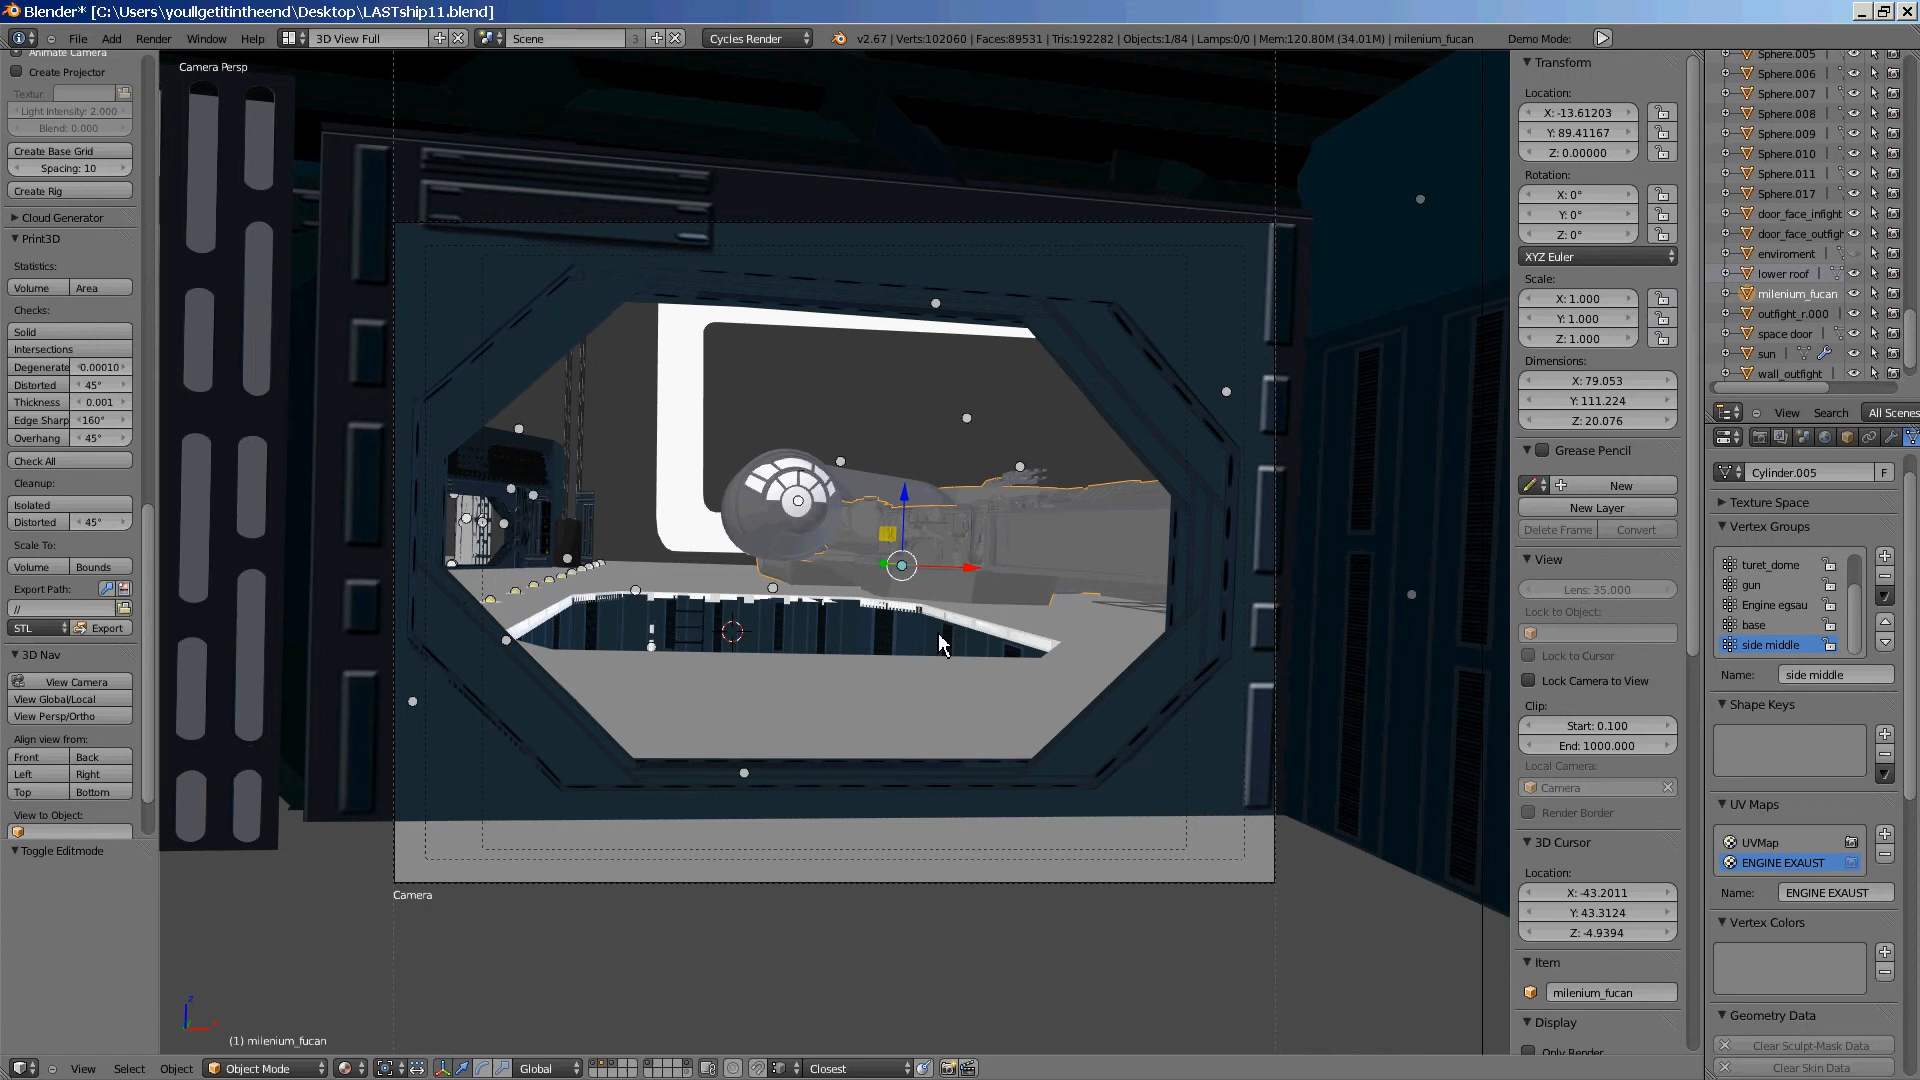 Blender* [C:\Users\youllgetitintheend\Desktop\LASTship11.blend]
File Add Render Window Help 3D View Full Scene 3 Cycles Render v2.67 | Verts:102060 | Faces:89531 | Tris:192282 | Objects:1/84 | Lamps:0/0 | Mem:120.80M (34.01M) | milenium_fucan Demo Mode:
Animate Camera
Create Projector
Textur
Light Intensity: 2.000
Blend: 0.000
Create Base Grid
Spacing: 10
Create Rig
Cloud Generator
Print3D
Statistics:
Volume Area
Checks:
Solid
Intersections
Degenerate 0.00010
Distorted 45°
Thickness 0.001
Edge Sharp 160°
Overhang 45°
Check All
Cleanup:
Isolated
Distorted 45°
Scale To:
Volume Bounds
Export Path:
//
STL Export
3D Nav
View Camera
View Global/Local
View Persp/Ortho
Align view from:
Front Back
Left Right
Top Bottom
View to Object:
Toggle Editmode
Camera Persp
Camera
z
x
(1) milenium_fucan
View Select Object Object Mode Global Closest
Transform
Location:
X: -13.61203
Y: 89.41167
Z: 0.00000
Rotation:
X: 0°
Y: 0°
Z: 0°
XYZ Euler
Scale:
X: 1.000
Y: 1.000
Z: 1.000
Dimensions:
X: 79.053
Y: 111.224
Z: 20.076
Grease Pencil
New
New Layer
Delete Frame Convert
View
Lens: 35.000
Lock to Object:
Lock to Cursor
Lock Camera to View
Clip:
Start: 0.100
End: 1000.000
Local Camera:
Camera
Render Border
3D Cursor
Location:
X: -43.2011
Y: 43.3124
Z: -4.9394
Item
milenium_fucan
Display
Only Render
Sphere.005
Sphere.006
Sphere.007
Sphere.008
Sphere.009
Sphere.010
Sphere.011
Sphere.017
door_face_infight
door_face_outfigh
enviroment
lower roof
milenium_fucan
outfight_r.000
space door
sun
wall_outfight
View Search All Scenes
Cylinder.005 F
Texture Space
Vertex Groups
turet_dome
gun
Engine egsau
base
side middle
Name: side middle
Shape Keys
UV Maps
UVMap
ENGINE EXAUST
Name: ENGINE EXAUST
Vertex Colors
Geometry Data
Clear Sculpt-Mask Data
Clear Skin Data